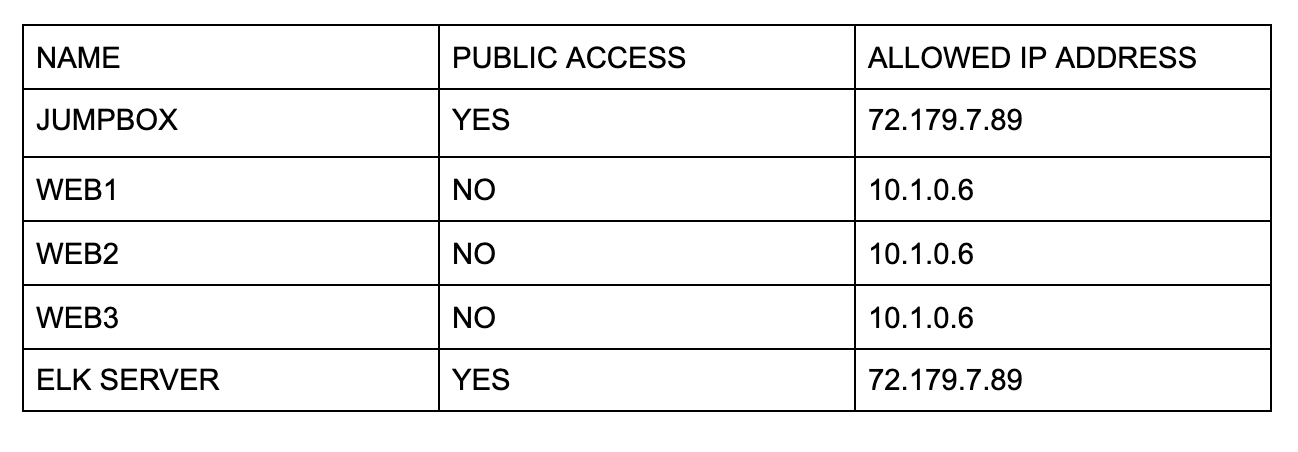 NAME PUBLIC ACCESS ALLOWED IP ADDRESS
JUMPBOX YES 72.179.7.89
WEB1 NO 10.1.0.6
WEB2 NO 10.1.0.6
WEB3 NO 10.1.0.6
ELK SERVER YES 72.179.7.89